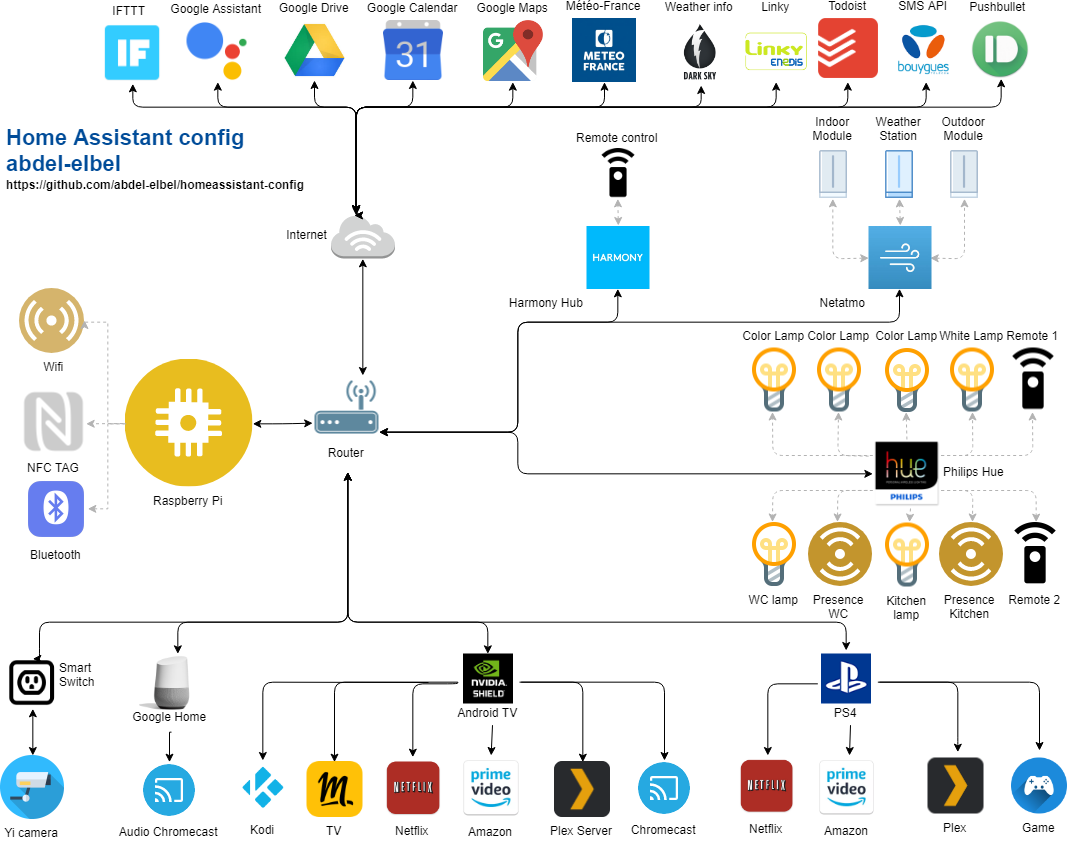 IFTTT
Google Assistant
Google Drive
Google Calendar
Google Maps
Météo-France
Weather info
Linky
Todoist
SMS API
Pushbullet
IF
31
G
METEO
FRANCE
DARK SKY
Linky
ENEDIS
bouygues
Home Assistant config
abdel-elbel
https://github.com/abdel-elbel/homeassistant-config
Remote control
Indoor
Module
Weather
Station
Outdoor
Module
Internet
HARMONY
Harmony Hub
Netatmo
Color Lamp
Color Lamp
Color Lamp
White Lamp
Remote 1
Wifi
NFC TAG
Bluetooth
Raspberry Pi
Router
hue
PHILIPS
Philips Hue
WC lamp
Presence
WC
Kitchen
lamp
Presence
Kitchen
Remote 2
Smart
Switch
Google Home
NVIDIA.
SHIELD
Android TV
PS4
NETFLIX
prime
video
NETFLIX
prime
video
Yi camera
Audio Chromecast
Kodi
TV
Netflix
Amazon
Plex Server
Chromecast
Netflix
Amazon
Plex
Game